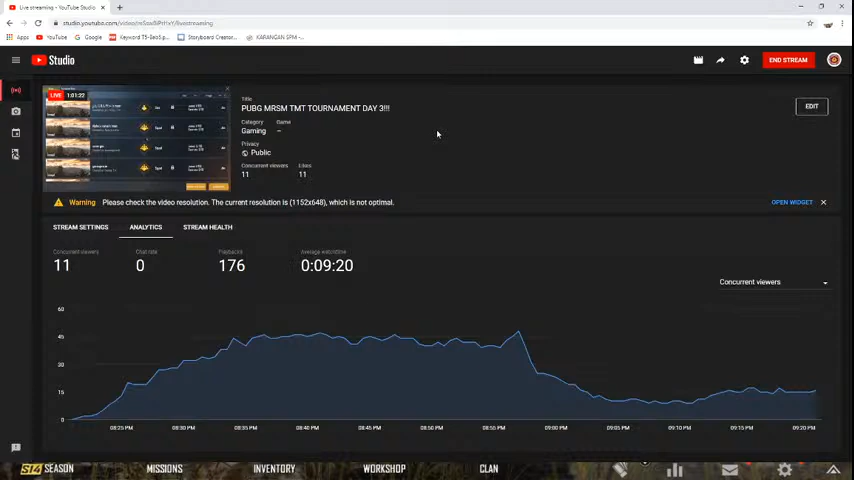 Live streaming - YouTube Studio
Apps YouTube Google Storyboard Creator... KARANGAN SPM -...
Studio
END STREAM
LIVE 1:01:22
Title
PUBG MRSM TMT TOURNAMENT DAY 3!!!
EDIT
Category Game
Gaming –
Privacy
Public
Concurrent viewers Likes
11 11
Warning Please check the video resolution. The current resolution is (1152x648), which is not optimal.
OPEN WIDGET
STREAM SETTINGS ANALYTICS STREAM HEALTH
Concurrent viewers Chat rate Playbacks Average watchtime
11 0 176 0:09:20
Concurrent viewers
60
45
30
15
0
08:25 PM 08:30 PM 08:35 PM 08:40 PM 08:45 PM 08:50 PM 08:55 PM 09:00 PM 09:05 PM 09:10 PM 09:15 PM 09:20 PM
S14 SEASON MISSIONS INVENTORY WORKSHOP CLAN